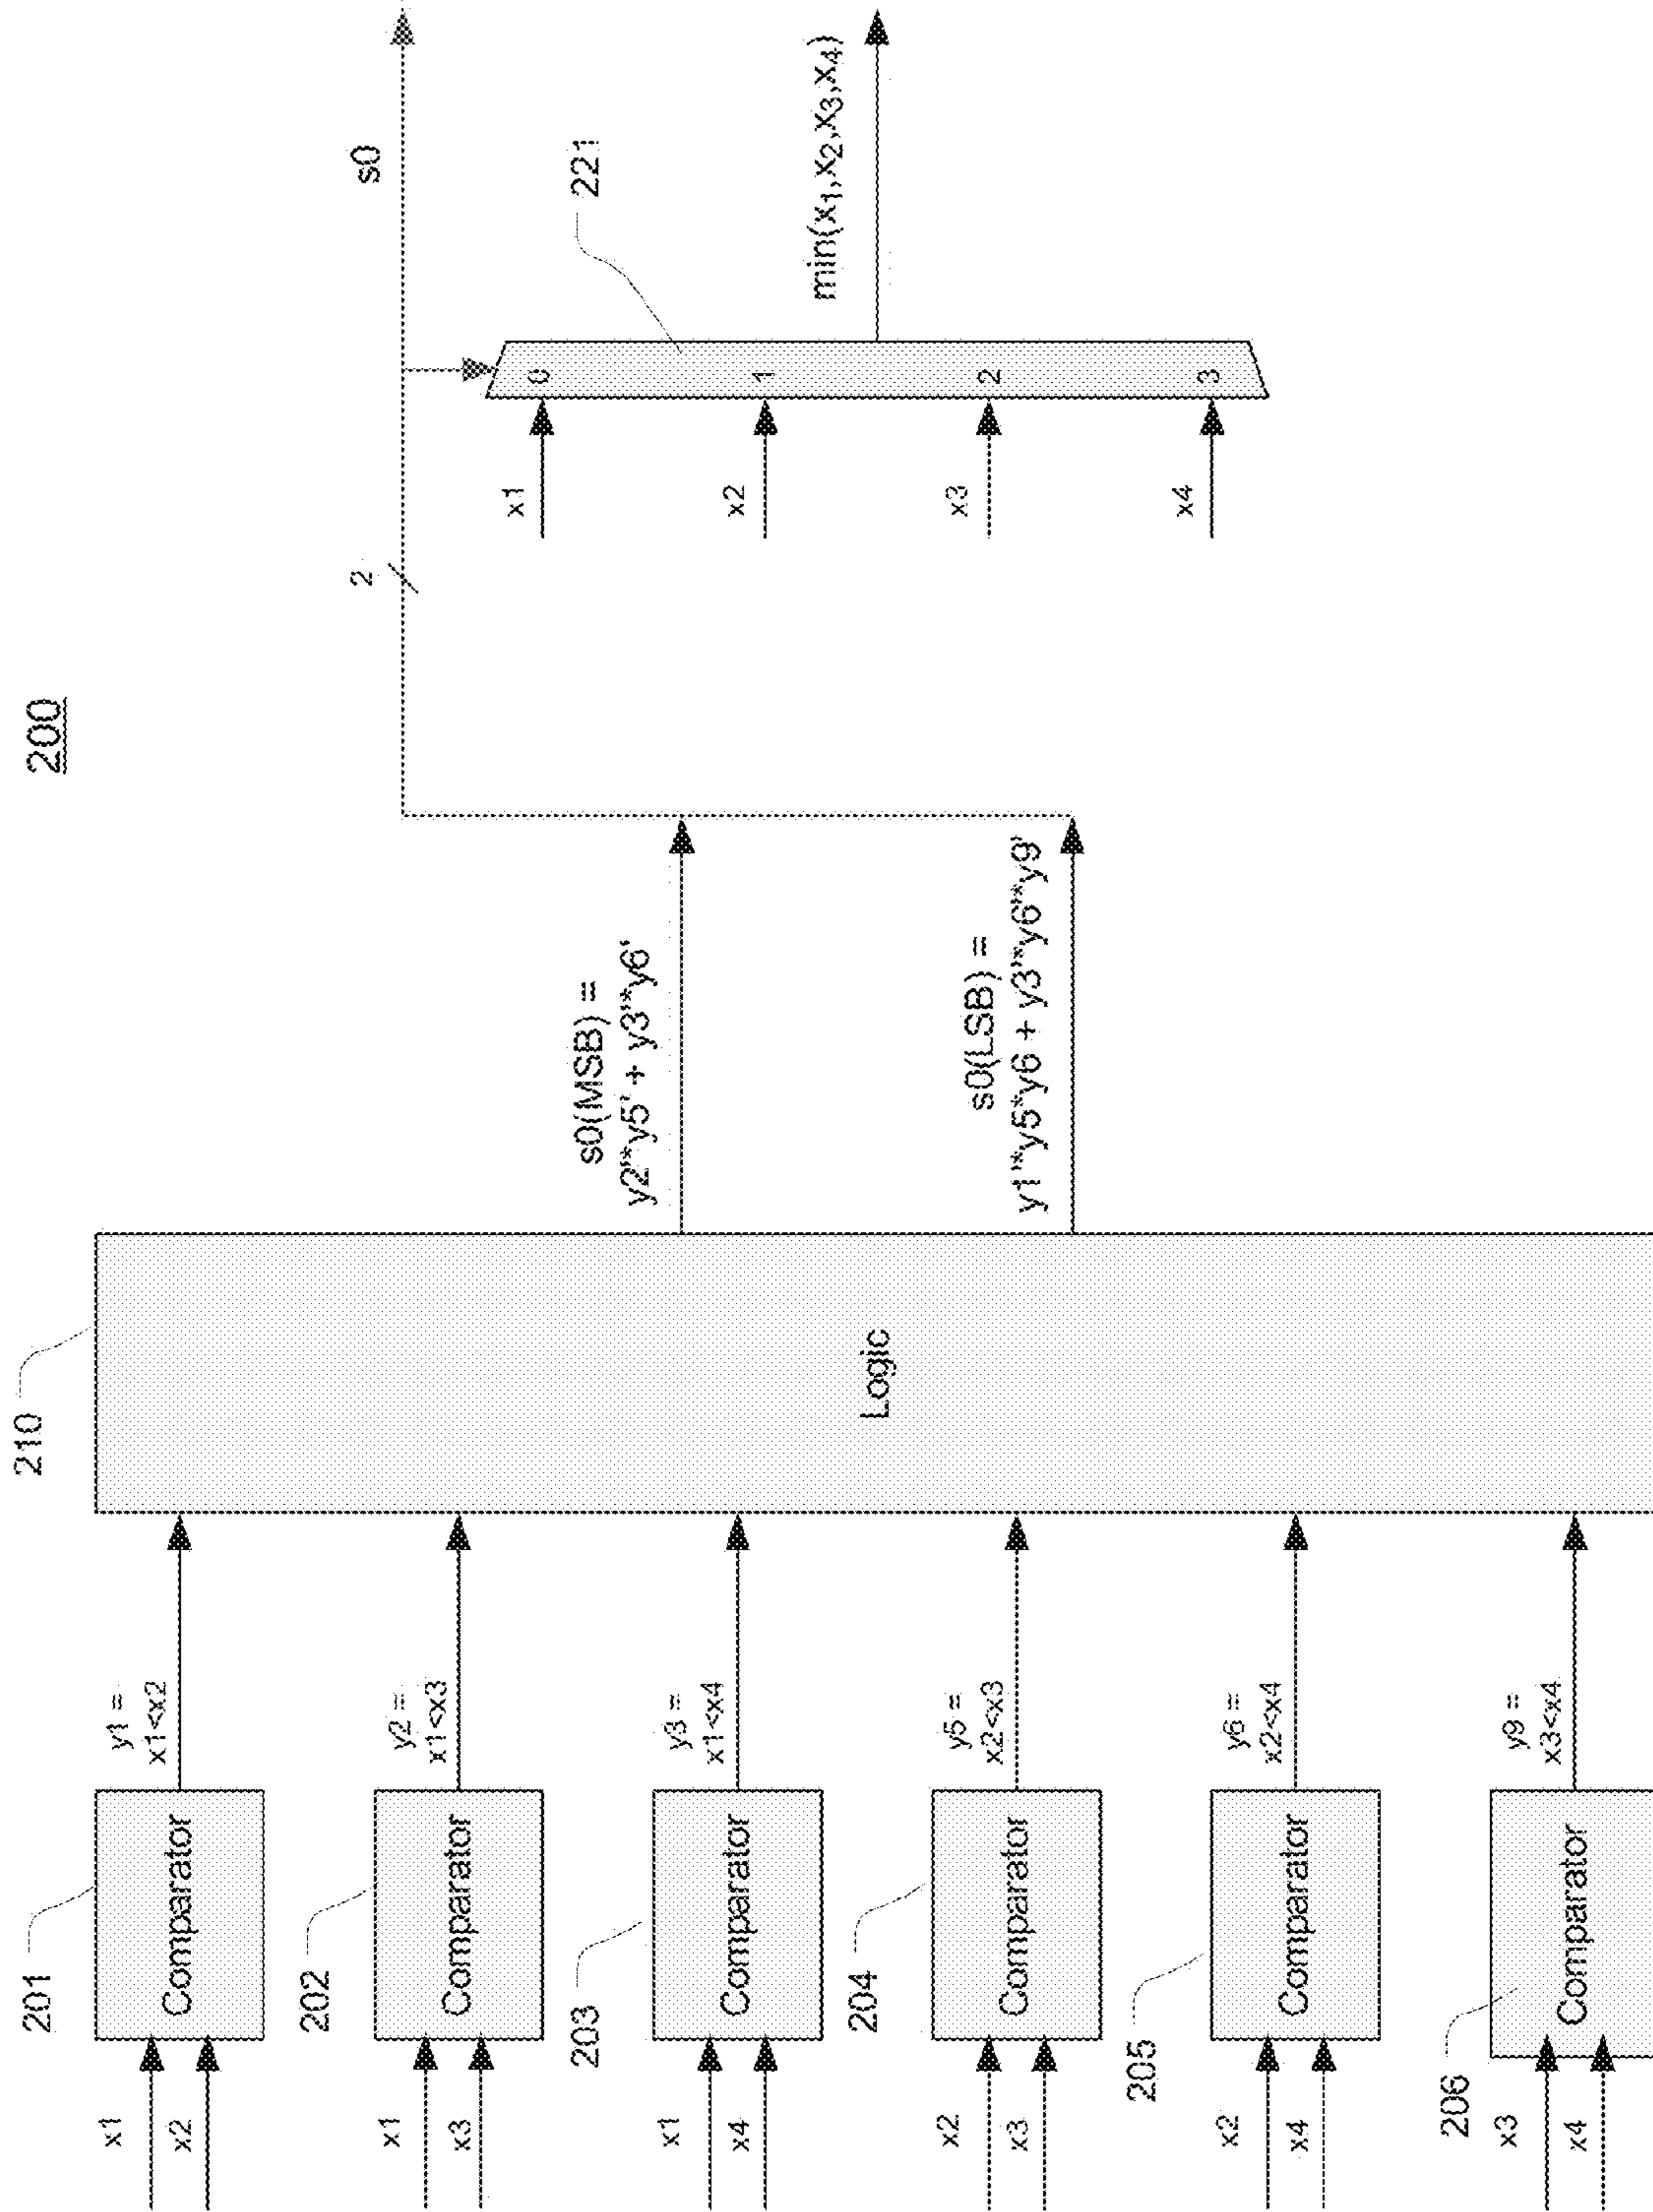 200
201
x1
x2
Comparator
y1 =
x1<x2
202
x1
x3
Comparator
y2 =
x1<x3
203
x1
x4
Comparator
y3 =
x1<x4
204
x2
x3
Comparator
y5 =
x2<x3
205
x2
x4
Comparator
y6 =
x2<x4
206
x3
x4
Comparator
y9 =
x3<x4
210
Logic
s0(MSB) =
y2'*y5' + y3'*y6'
s0(LSB) =
y1'*y5*y6 + y3'*y6'*y9'
2
s0
x1
0
x2
1
x3
2
x4
3
221
min(x₁,x₂,x₃,x₄)